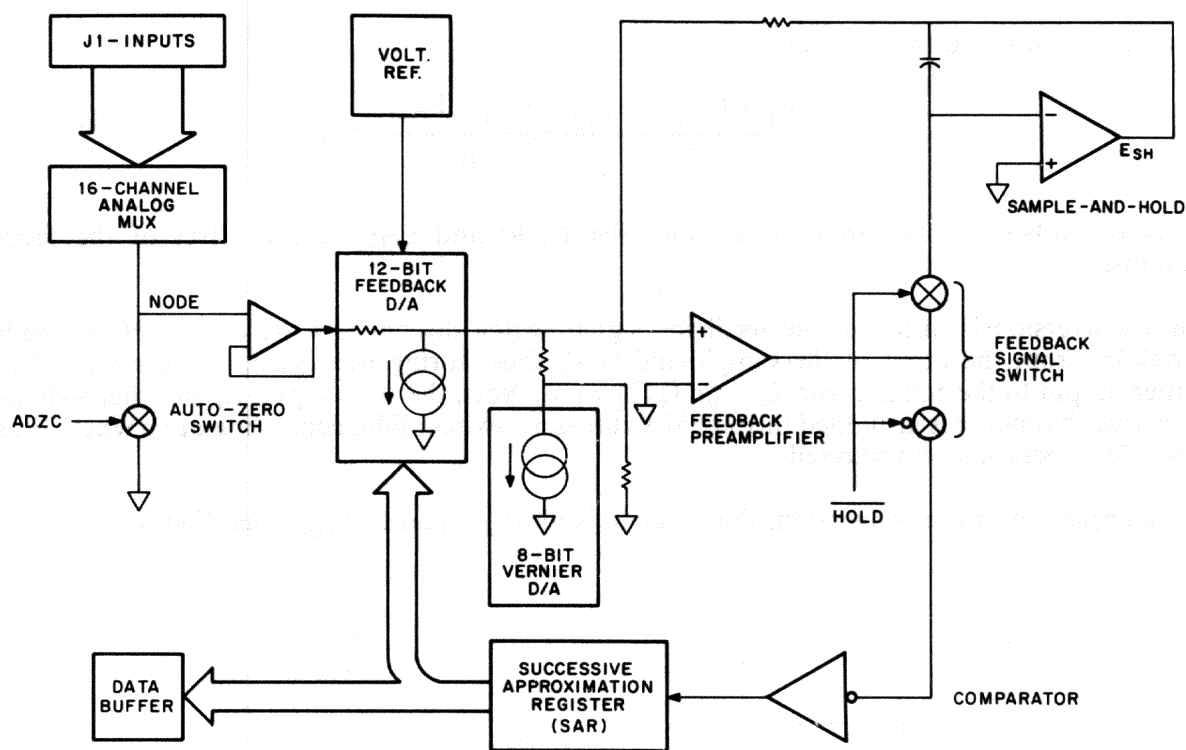 J1-INPUTS
VOLT.
REF.
16-CHANNEL
ANALOG
MUX
NODE
ADZC
AUTO-ZERO
SWITCH
12-BIT
FEEDBACK
D/A
8-BIT
VERNIER
D/A
+
−
FEEDBACK
PREAMPLIFIER
−
+
ESH
SAMPLE-AND-HOLD
FEEDBACK
SIGNAL
SWITCH
HOLD
DATA
BUFFER
SUCCESSIVE
APPROXIMATION
REGISTER
(SAR)
COMPARATOR